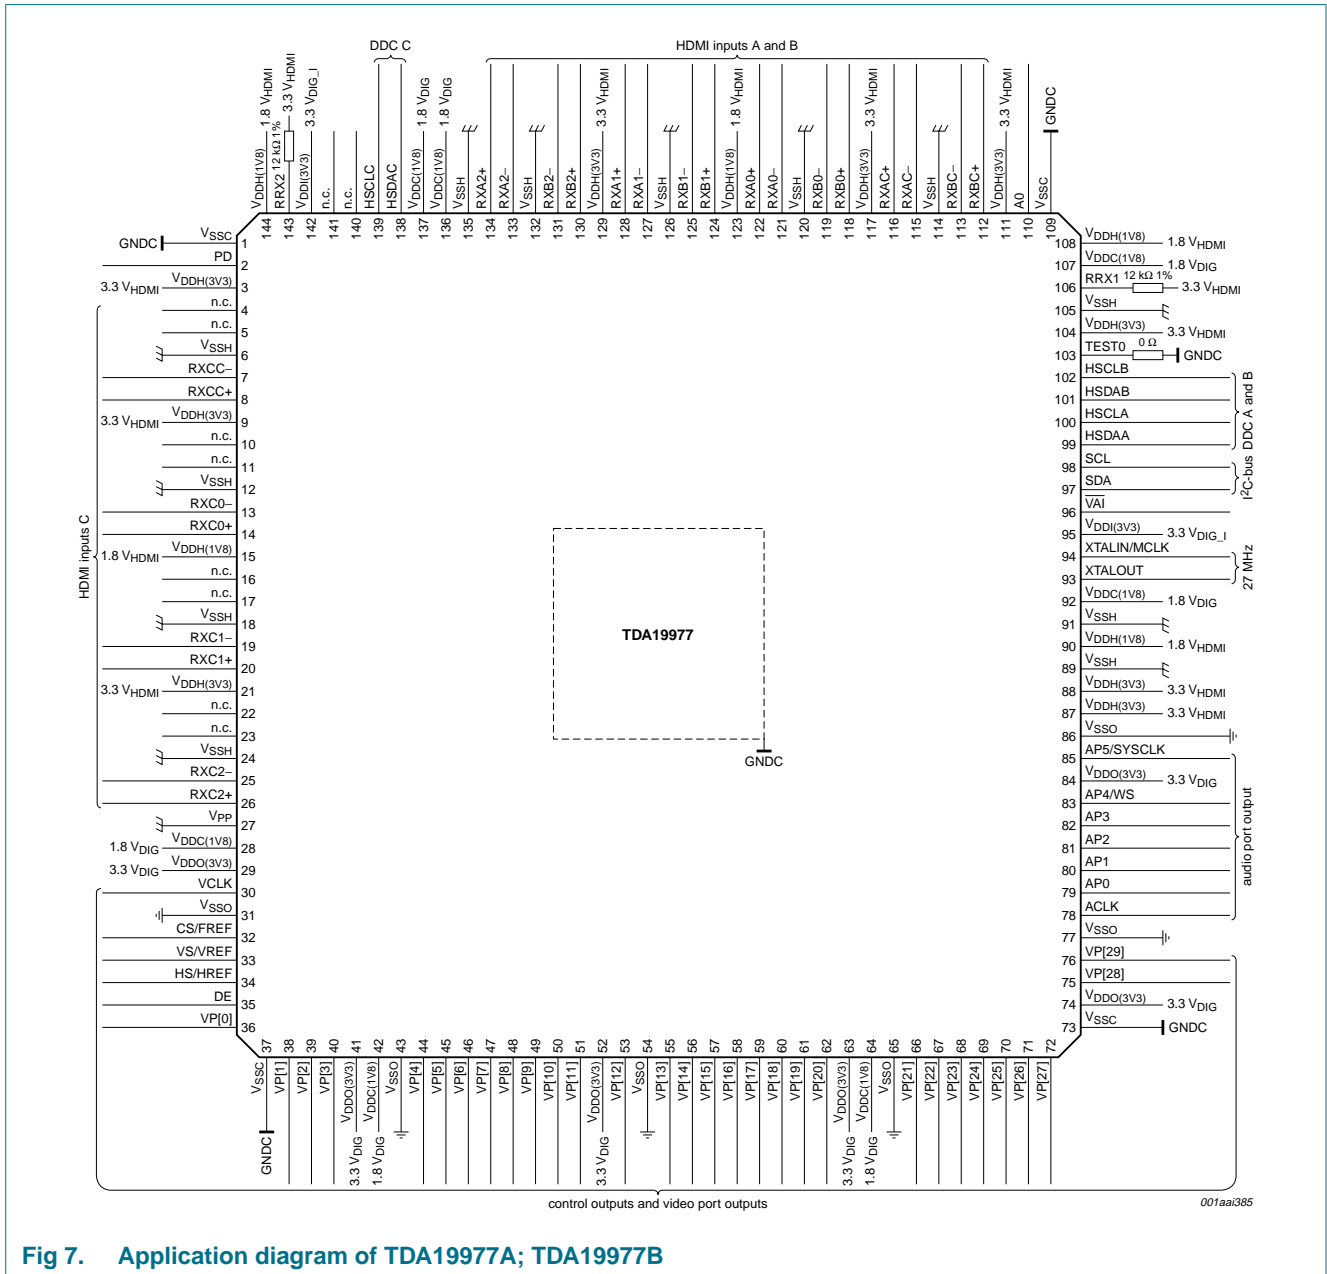 DDC C
HDMI inputs A and B
1.8 VHDMI
3.3 VHDMI
12 kΩ 1%
3.3 VDIG_I
1.8 VDIG
1.8 VDIG
3.3 VHDMI
1.8 VHDMI
3.3 VHDMI
3.3 VHDMI
GNDC
VDDH(1V8)
RRX2
VDDI(3V3)
n.c.
n.c.
HSCLC
HSDAC
VDDC(1V8)
VDDC(1V8)
VSSH
RXA2+
RXA2−
VSSH
RXB2−
RXB2+
VDDH(3V3)
RXA1+
RXA1−
VSSH
RXB1−
RXB1+
VDDH(1V8)
RXA0+
RXA0−
VSSH
RXB0−
RXB0+
VDDH(3V3)
RXAC+
RXAC−
VSSH
RXBC−
RXBC+
VDDH(3V3)
A0
VSSC
144 143 142 141 140 139 138 137 136 135 134 133 132 131 130 129 128 127 126 125 124 123 122 121 120 119 118 117 116 115 114 113 112 111 110 109
GNDC VSSC 1
PD 2
3.3 VHDMI VDDH(3V3) 3
n.c. 4
n.c. 5
VSSH 6
RXCC− 7
RXCC+ 8
3.3 VHDMI VDDH(3V3) 9
n.c. 10
n.c. 11
VSSH 12
RXC0− 13
RXC0+ 14
1.8 VHDMI VDDH(1V8) 15
n.c. 16
n.c. 17
VSSH 18
RXC1− 19
RXC1+ 20
3.3 VHDMI VDDH(3V3) 21
n.c. 22
n.c. 23
VSSH 24
RXC2− 25
RXC2+ 26
HDMI inputs C
VPP 27
1.8 VDIG VDDC(1V8) 28
3.3 VDIG VDDO(3V3) 29
VCLK 30
VSSO 31
CS/FREF 32
VS/VREF 33
HS/HREF 34
DE 35
VP[0] 36
TDA19977
GNDC
108 VDDH(1V8) 1.8 VHDMI
107 VDDC(1V8) 1.8 VDIG
106 RRX1 12 kΩ 1% 3.3 VHDMI
105 VSSH
104 VDDH(3V3) 3.3 VHDMI
103 TEST0 0 Ω GNDC
102 HSCLB
101 HSDAB
100 HSCLA
99 HSDAA
DDC A and B
98 SCL
97 SDA
I2C-bus
96 VAI
95 VDDI(3V3) 3.3 VDIG_I
94 XTALIN/MCLK
93 XTALOUT
27 MHz
92 VDDC(1V8) 1.8 VDIG
91 VSSH
90 VDDH(1V8) 1.8 VHDMI
89 VSSH
88 VDDH(3V3) 3.3 VHDMI
87 VDDH(3V3) 3.3 VHDMI
86 VSSO
85 AP5/SYSCLK
84 VDDO(3V3) 3.3 VDIG
83 AP4/WS
82 AP3
81 AP2
80 AP1
79 AP0
78 ACLK
audio port output
77 VSSO
76 VP[29]
75 VP[28]
74 VDDO(3V3) 3.3 VDIG
73 VSSC GNDC
37 38 39 40 41 42 43 44 45 46 47 48 49 50 51 52 53 54 55 56 57 58 59 60 61 62 63 64 65 66 67 68 69 70 71 72
VSSC
VP[1]
VP[2]
VP[3]
VDDO(3V3)
VDDC(1V8)
VSSO
VP[4]
VP[5]
VP[6]
VP[7]
VP[8]
VP[9]
VP[10]
VP[11]
VDDO(3V3)
VP[12]
VSSO
VP[13]
VP[14]
VP[15]
VP[16]
VP[17]
VP[18]
VP[19]
VP[20]
VDDO(3V3)
VDDC(1V8)
VSSO
VP[21]
VP[22]
VP[23]
VP[24]
VP[25]
VP[26]
VP[27]
GNDC
3.3 VDIG
1.8 VDIG
3.3 VDIG
3.3 VDIG
1.8 VDIG
control outputs and video port outputs
001aai385
Fig 7. Application diagram of TDA19977A; TDA19977B